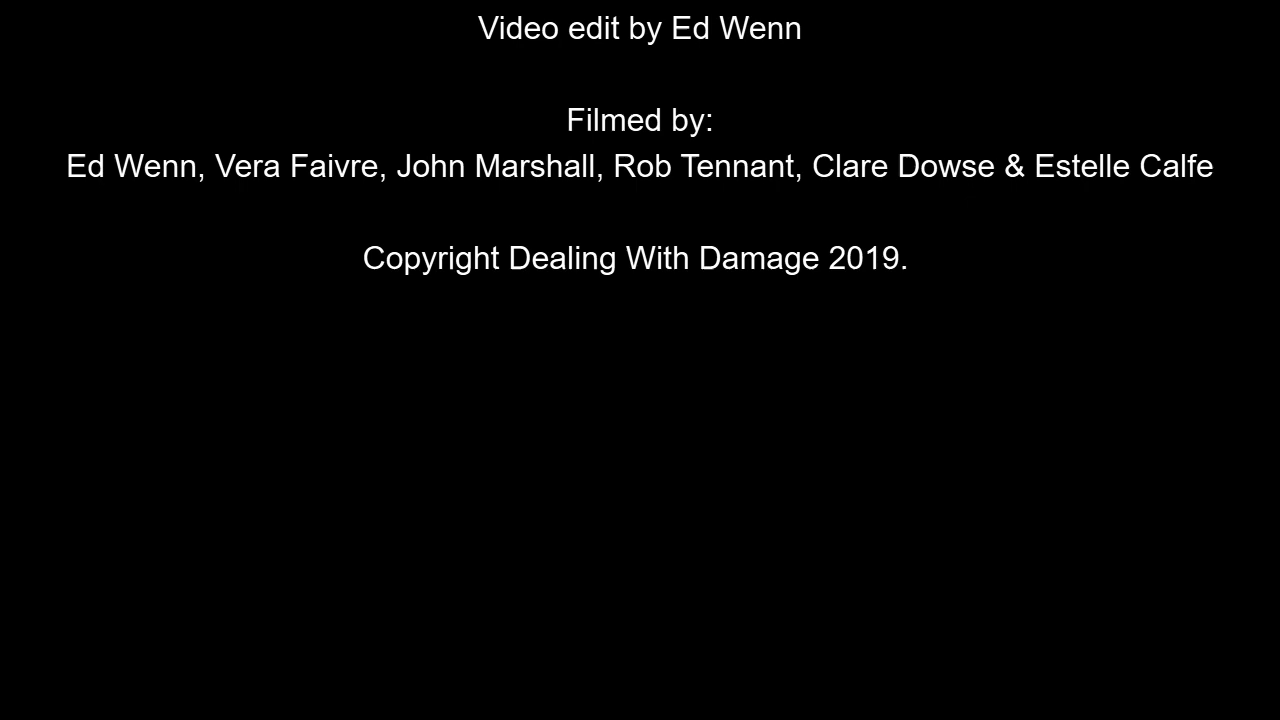 Video edit by Ed Wenn
Filmed by:
Ed Wenn, Vera Faivre, John Marshall, Rob Tennant, Clare Dowse & Estelle Calfe
Copyright Dealing With Damage 2019.